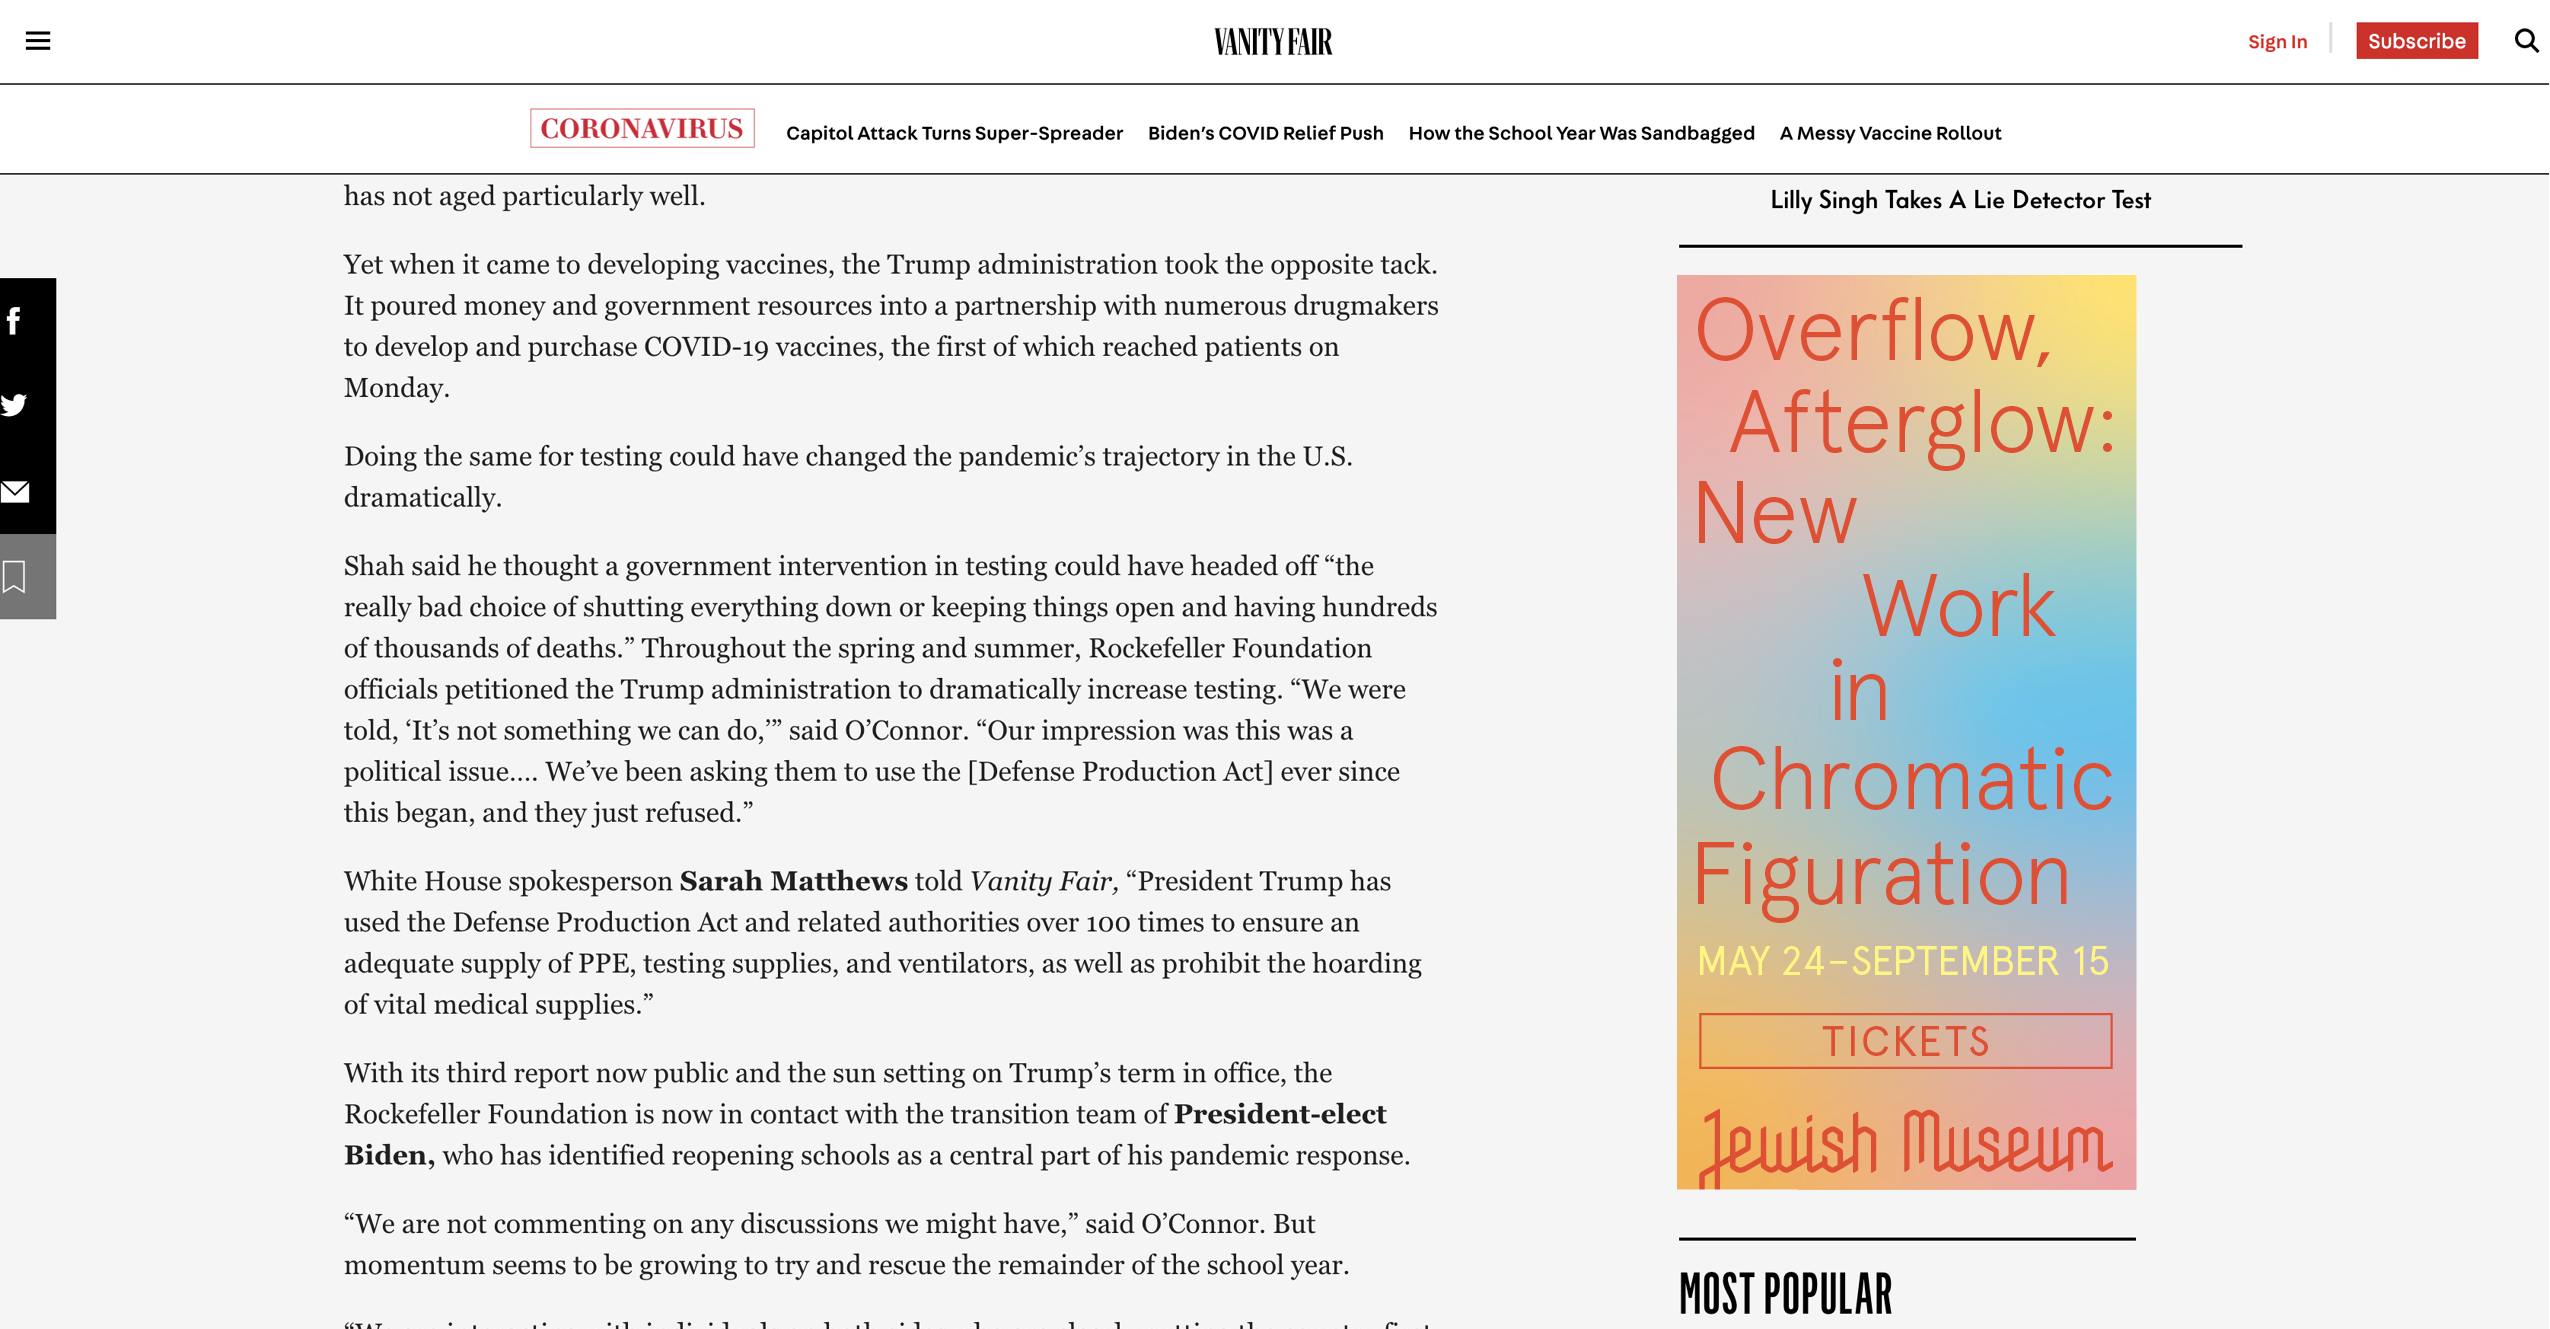 VANITY FAIR
Sign In
Subscribe
CORONAVIRUS
Capitol Attack Turns Super-Spreader
Biden’s COVID Relief Push
How the School Year Was Sandbagged
A Messy Vaccine Rollout
has not aged particularly well.
Yet when it came to developing vaccines, the Trump administration took the opposite tack.
It poured money and government resources into a partnership with numerous drugmakers
to develop and purchase COVID-19 vaccines, the first of which reached patients on
Monday.
Doing the same for testing could have changed the pandemic’s trajectory in the U.S.
dramatically.
Shah said he thought a government intervention in testing could have headed off “the
really bad choice of shutting everything down or keeping things open and having hundreds
of thousands of deaths.” Throughout the spring and summer, Rockefeller Foundation
officials petitioned the Trump administration to dramatically increase testing. “We were
told, ‘It’s not something we can do,’” said O’Connor. “Our impression was this was a
political issue.... We’ve been asking them to use the [Defense Production Act] ever since
this began, and they just refused.”
White House spokesperson Sarah Matthews told Vanity Fair, “President Trump has
used the Defense Production Act and related authorities over 100 times to ensure an
adequate supply of PPE, testing supplies, and ventilators, as well as prohibit the hoarding
of vital medical supplies.”
With its third report now public and the sun setting on Trump’s term in office, the
Rockefeller Foundation is now in contact with the transition team of President-elect
Biden, who has identified reopening schools as a central part of his pandemic response.
“We are not commenting on any discussions we might have,” said O’Connor. But
momentum seems to be growing to try and rescue the remainder of the school year.
Lilly Singh Takes A Lie Detector Test
Overflow,
Afterglow:
New
Work
in
Chromatic
Figuration
MAY 24–SEPTEMBER 15
TICKETS
Jewish Museum
MOST POPULAR